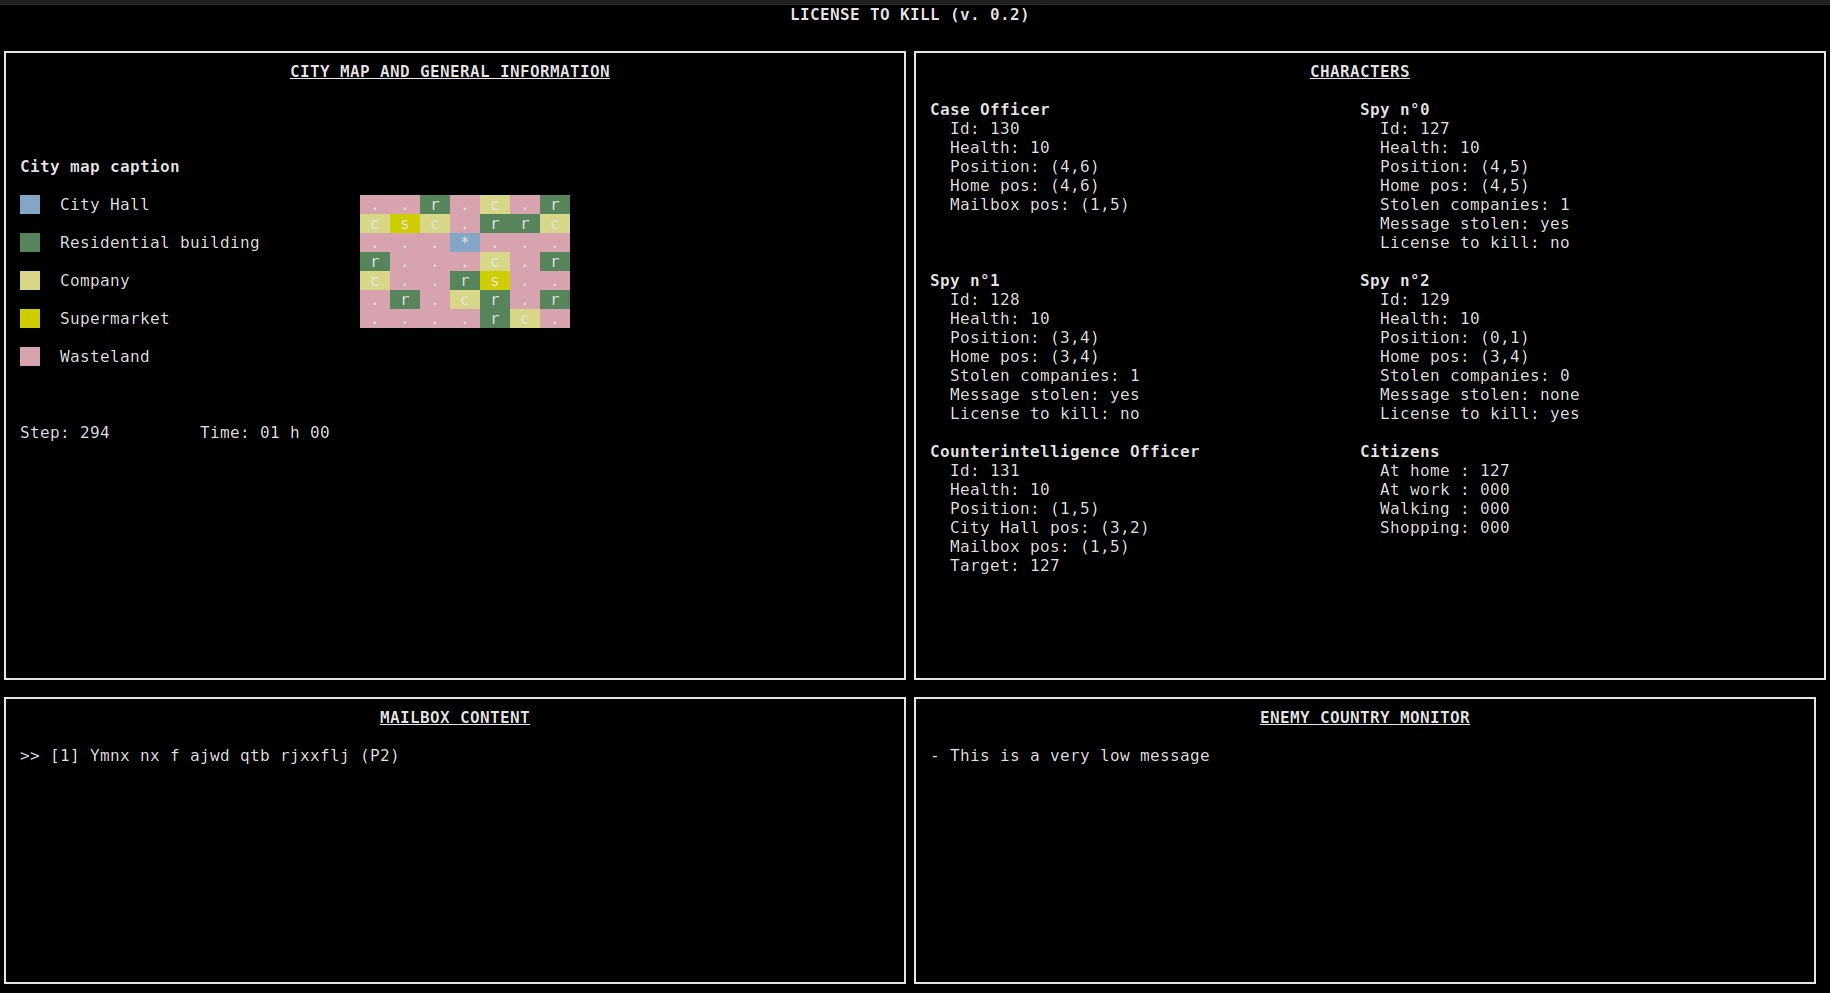 LICENSE TO KILL (v. 0.2)
CITY MAP AND GENERAL INFORMATION
City map caption
City Hall
Residential building
Company
Supermarket
Wasteland
. . r . c . r
c s c . r r c
. . . * . . .
r . . . c . r
c . . r s . .
. r . c r . r
. . . . r c .
Step: 294 Time: 01 h 00
CHARACTERS
Case Officer
Id: 130
Health: 10
Position: (4,6)
Home pos: (4,6)
Mailbox pos: (1,5)
Spy n°0
Id: 127
Health: 10
Position: (4,5)
Home pos: (4,5)
Stolen companies: 1
Message stolen: yes
License to kill: no
Spy n°1
Id: 128
Health: 10
Position: (3,4)
Home pos: (3,4)
Stolen companies: 1
Message stolen: yes
License to kill: no
Spy n°2
Id: 129
Health: 10
Position: (0,1)
Home pos: (3,4)
Stolen companies: 0
Message stolen: none
License to kill: yes
Counterintelligence Officer
Id: 131
Health: 10
Position: (1,5)
City Hall pos: (3,2)
Mailbox pos: (1,5)
Target: 127
Citizens
At home : 127
At work : 000
Walking : 000
Shopping: 000
MAILBOX CONTENT
>> [1] Ymnx nx f ajwd qtb rjxxflj (P2)
ENEMY COUNTRY MONITOR
- This is a very low message